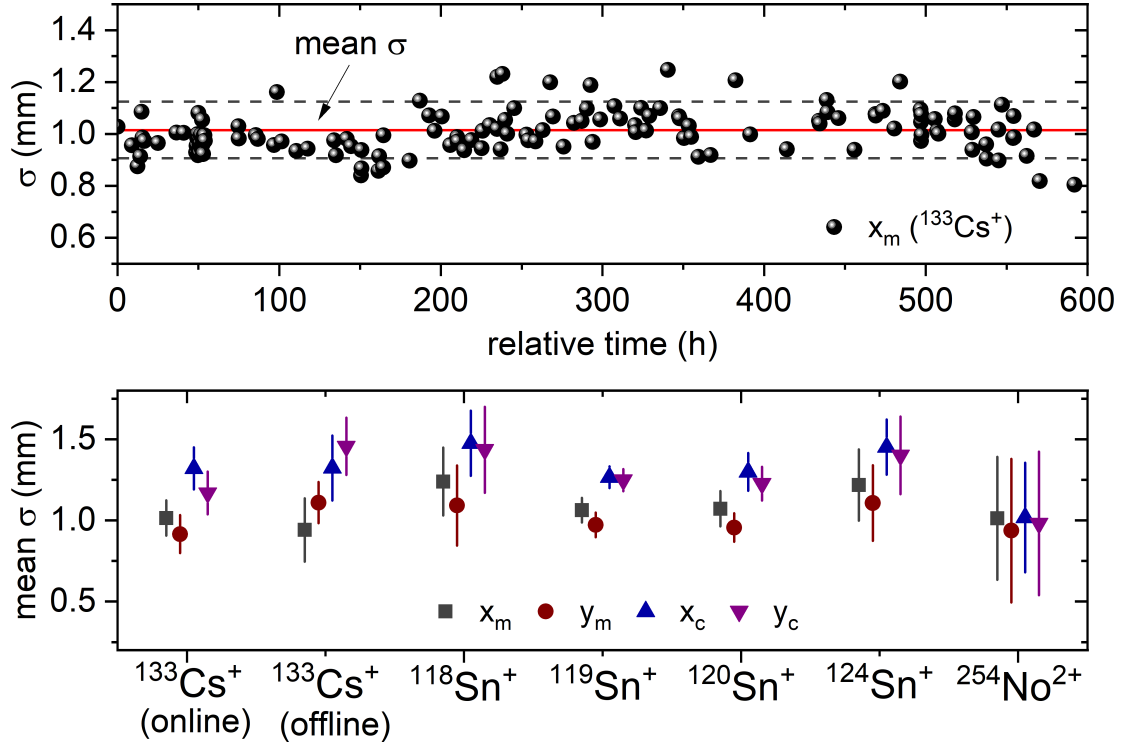 1.4
1.2
1.0
0.8
0.6
σ (mm)
mean σ
xₘ (¹³³Cs⁺)
0 100 200 300 400 500 600
relative time (h)
1.5
1.0
0.5
mean σ (mm)
xₘ yₘ x_c y_c
¹³³Cs⁺ ¹³³Cs⁺ ¹¹⁸Sn⁺ ¹¹⁹Sn⁺ ¹²⁰Sn⁺ ¹²⁴Sn⁺ ²⁵⁴No²⁺
(online) (offline)